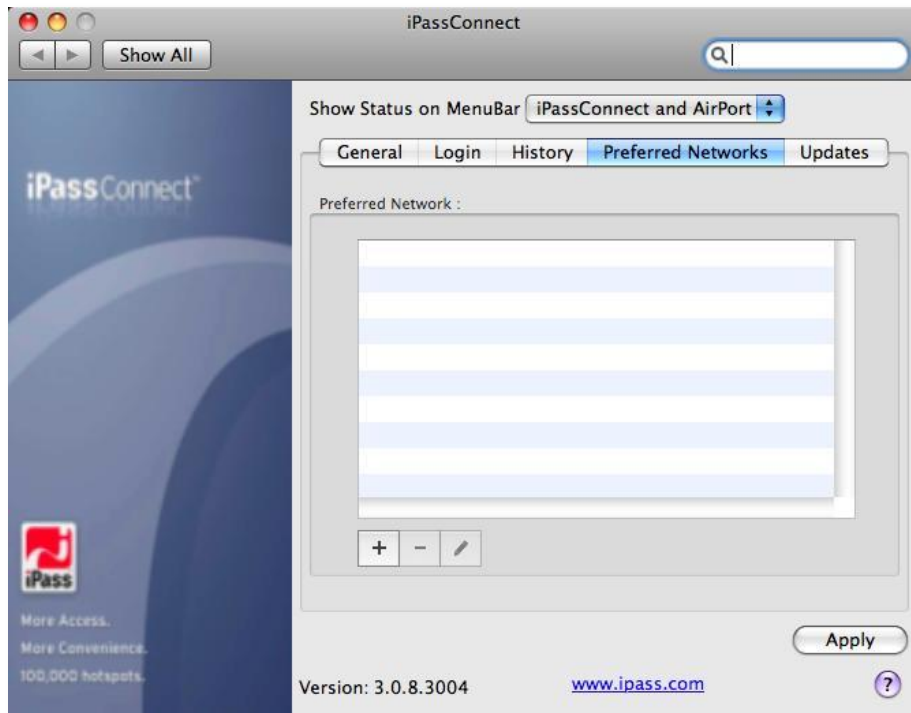 iPassConnect
Show All
Show Status on MenuBar iPassConnect and AirPort
General Login History Preferred Networks Updates
iPassConnect™
Preferred Network :
+ −
iPass
More Access.
More Convenience.
100,000 hotspots.
Apply
Version: 3.0.8.3004 www.ipass.com ?